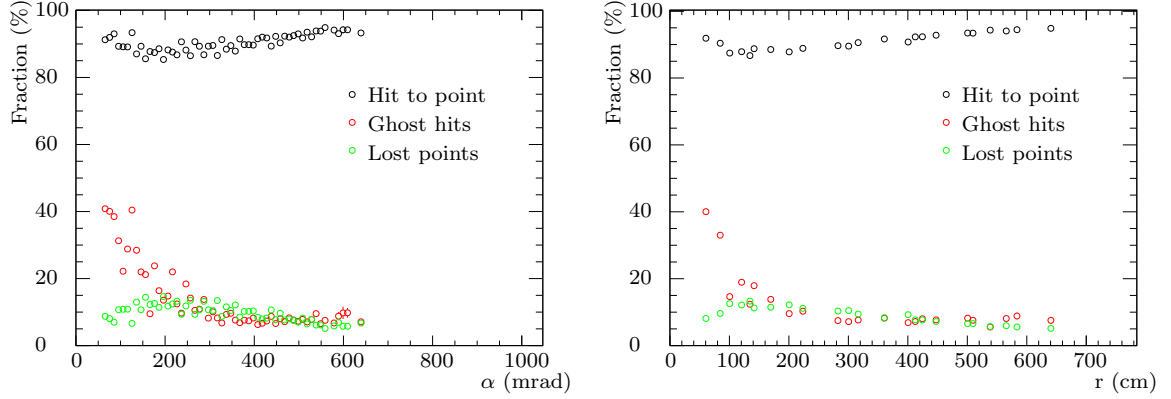 Fraction (%)
100
80
60
40
20
0
0
200
400
600
800
1000
α (mrad)
Hit to point
Ghost hits
Lost points
Fraction (%)
100
80
60
40
20
0
0
100
200
300
400
500
600
700
r (cm)
Hit to point
Ghost hits
Lost points